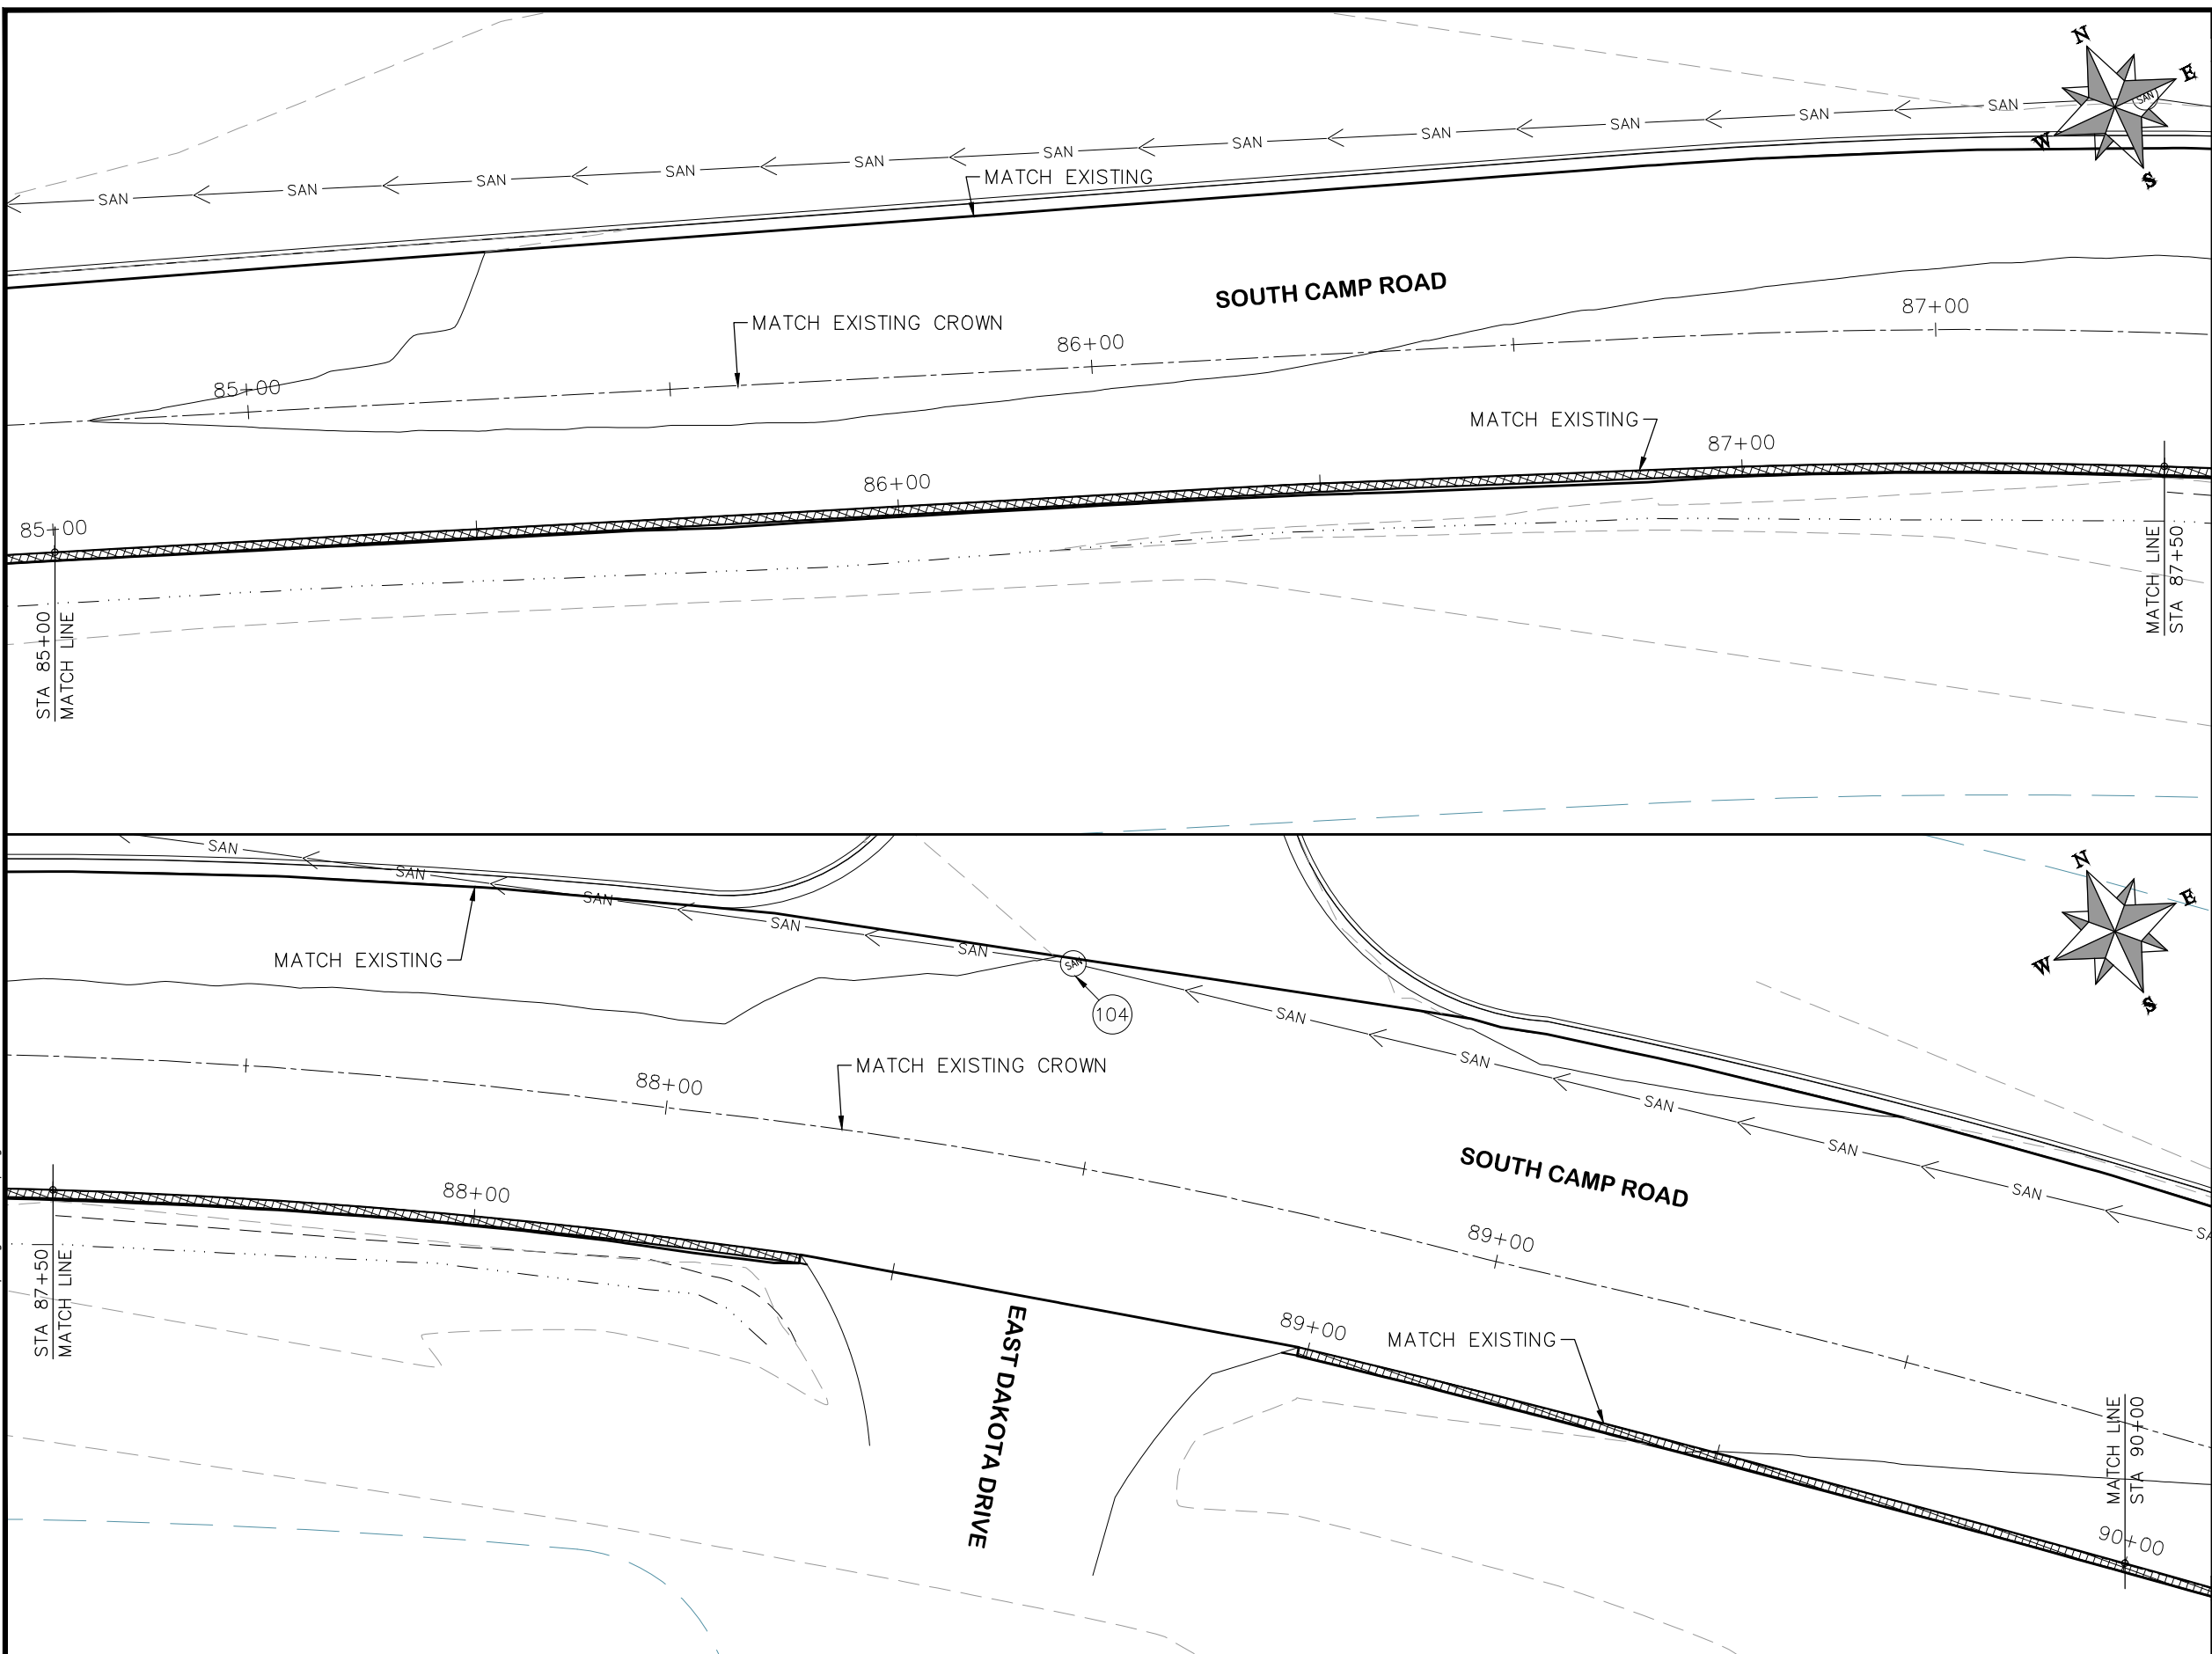 N
E
W
S
SAN
SAN SAN SAN SAN SAN SAN SAN SAN SAN SAN SAN
MATCH EXISTING
SOUTH CAMP ROAD
MATCH EXISTING CROWN
85+00
86+00
87+00
MATCH EXISTING
85+00
86+00
87+00
STA 85+00
MATCH LINE
MATCH LINE
STA 87+50
N
E
W
S
SAN SAN SAN SAN SAN
SAN
104
SAN SAN SAN SAN SAN
MATCH EXISTING
MATCH EXISTING CROWN
88+00
89+00
SOUTH CAMP ROAD
88+00
89+00
90+00
MATCH EXISTING
EAST DAKOTA DRIVE
STA 87+50
MATCH LINE
MATCH LINE
STA 90+00